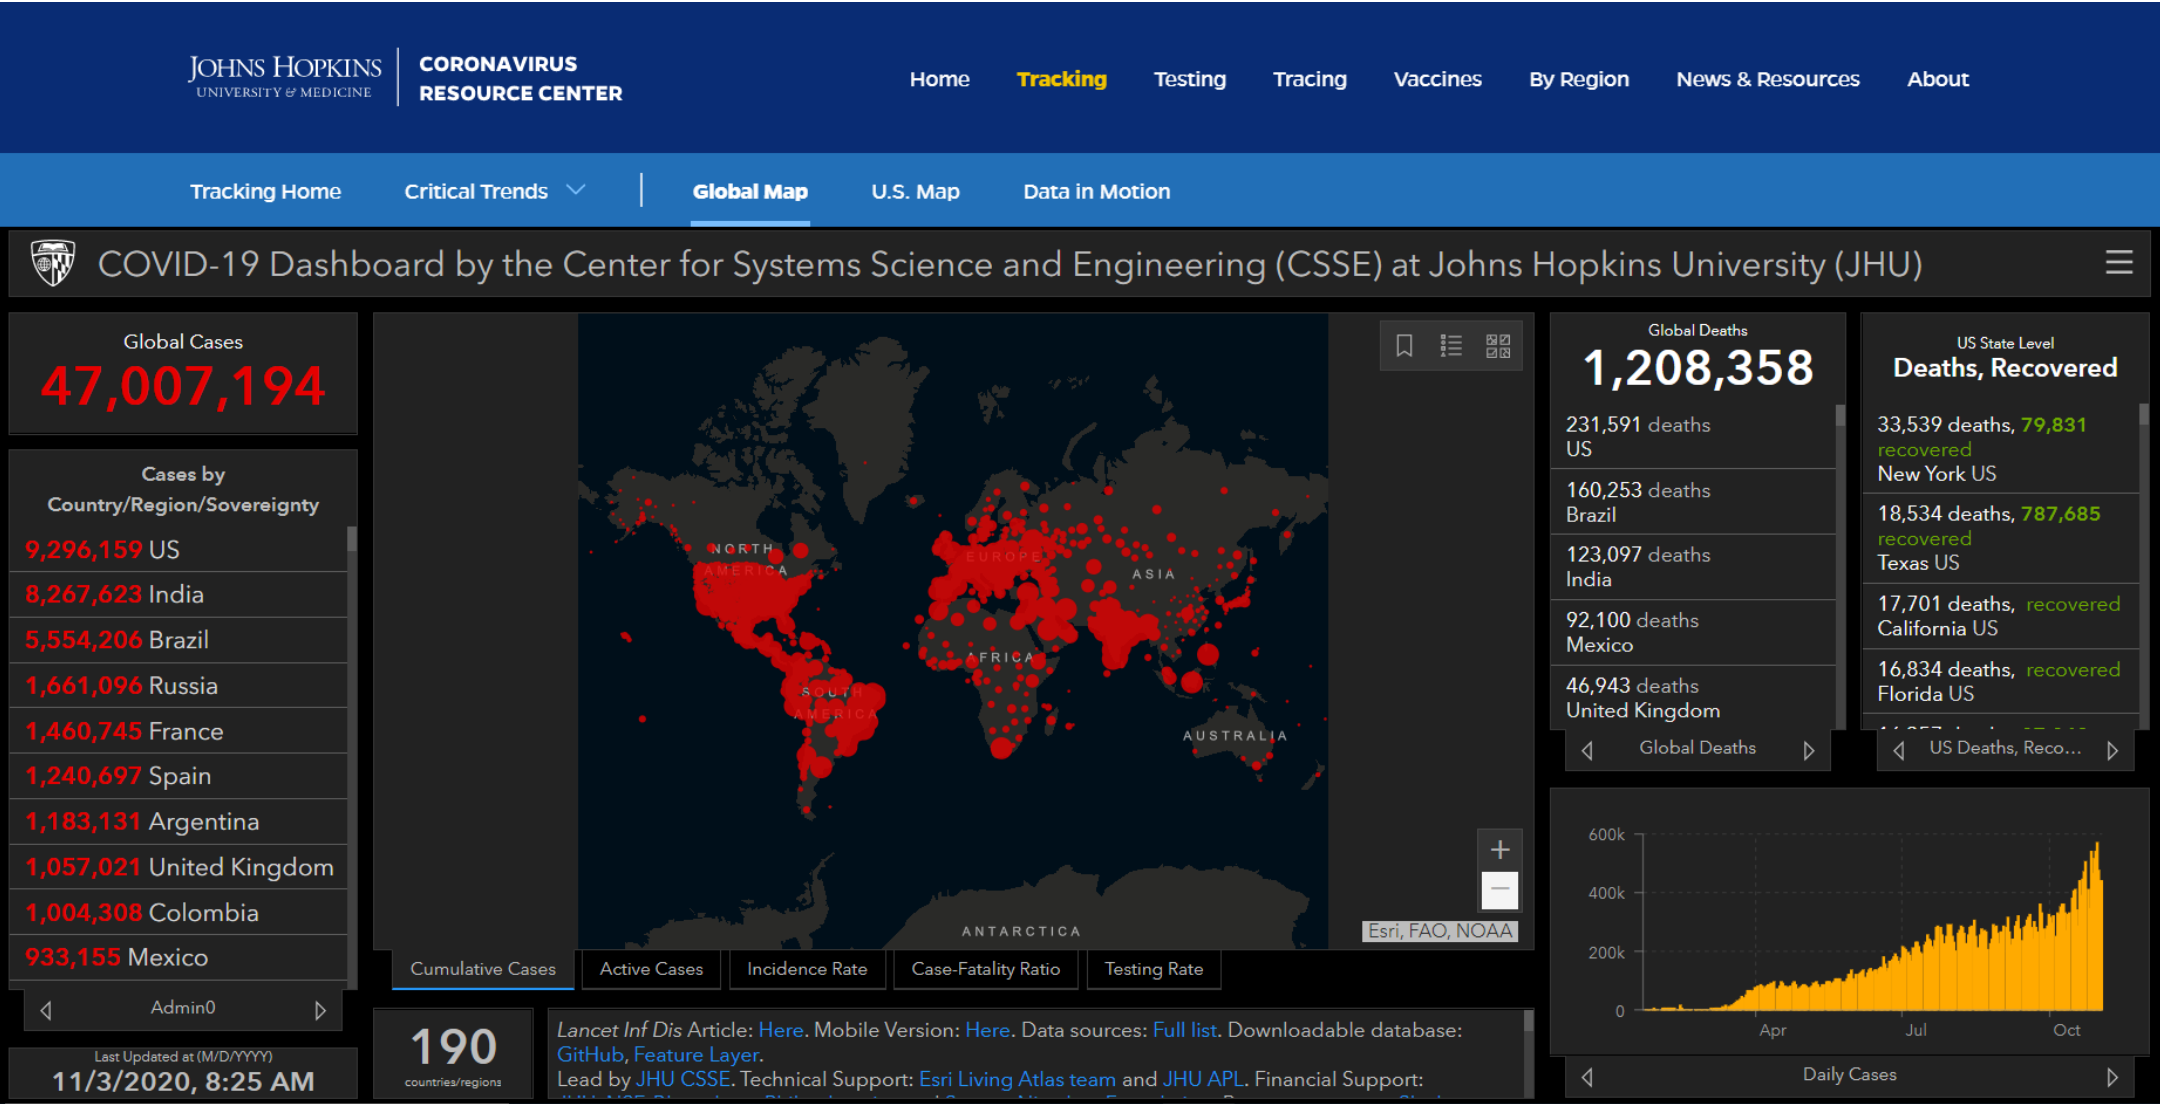 JOHNS HOPKINS
UNIVERSITY & MEDICINE
CORONAVIRUS
RESOURCE CENTER
Home Tracking Testing Tracing Vaccines By Region News & Resources About
Tracking Home Critical Trends Global Map U.S. Map Data in Motion
COVID-19 Dashboard by the Center for Systems Science and Engineering (CSSE) at Johns Hopkins University (JHU)
Global Cases
47,007,194
Cases by
Country/Region/Sovereignty
9,296,159 US
8,267,623 India
5,554,206 Brazil
1,661,096 Russia
1,460,745 France
1,240,697 Spain
1,183,131 Argentina
1,057,021 United Kingdom
1,004,308 Colombia
933,155 Mexico
Admin0
Last Updated at (M/D/YYYY)
11/3/2020, 8:25 AM
NORTH
AMERICA
EUROPE
ASIA
AFRICA
SOUTH
AMERICA
AUSTRALIA
ANTARCTICA
Esri, FAO, NOAA
Cumulative Cases Active Cases Incidence Rate Case-Fatality Ratio Testing Rate
190
countries/regions
Lancet Inf Dis Article: Here. Mobile Version: Here. Data sources: Full list. Downloadable database:
GitHub, Feature Layer.
Lead by JHU CSSE. Technical Support: Esri Living Atlas team and JHU APL. Financial Support:
Global Deaths
1,208,358
231,591 deaths
US
160,253 deaths
Brazil
123,097 deaths
India
92,100 deaths
Mexico
46,943 deaths
United Kingdom
Global Deaths
US State Level
Deaths, Recovered
33,539 deaths, 79,831
recovered
New York US
18,534 deaths, 787,685
recovered
Texas US
17,701 deaths, recovered
California US
16,834 deaths, recovered
Florida US
US Deaths, Reco...
600k
400k
200k
0
Apr Jul Oct
Daily Cases